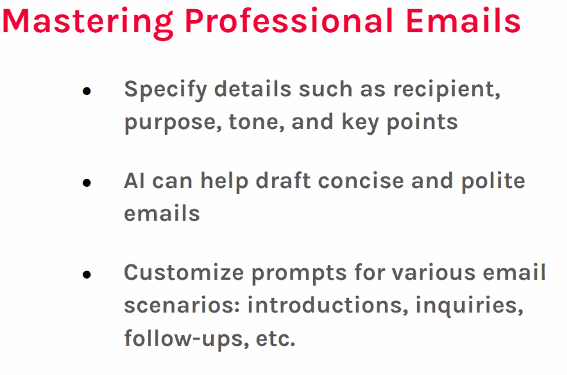 Mastering Professional Emails
• Specify details such as recipient,
purpose, tone, and key points
• AI can help draft concise and polite
emails
• Customize prompts for various email
scenarios: introductions, inquiries,
follow-ups, etc.